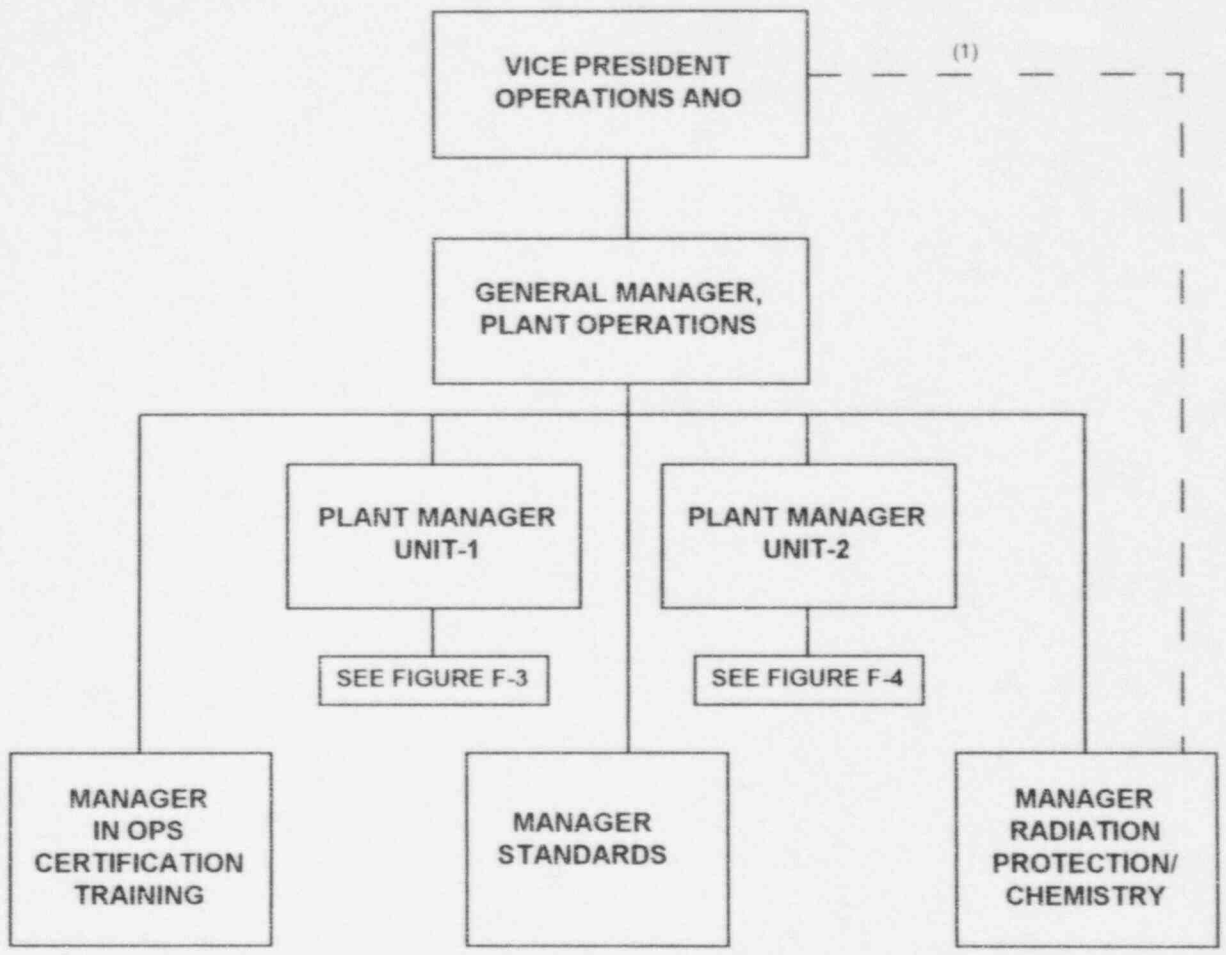 VICE PRESIDENT
OPERATIONS ANO
(1)
GENERAL MANAGER,
PLANT OPERATIONS
PLANT MANAGER
UNIT-1
PLANT MANAGER
UNIT-2
SEE FIGURE F-3
SEE FIGURE F-4
MANAGER
IN OPS
CERTIFICATION
TRAINING
MANAGER
STANDARDS
MANAGER
RADIATION
PROTECTION/
CHEMISTRY